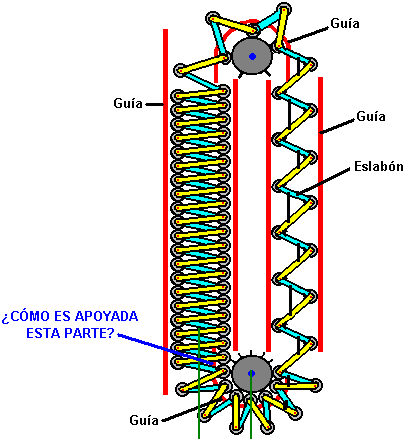 Guía
Guía
Guía
Eslabón
¿CÓMO ES APOYADA
ESTA PARTE?
Guía